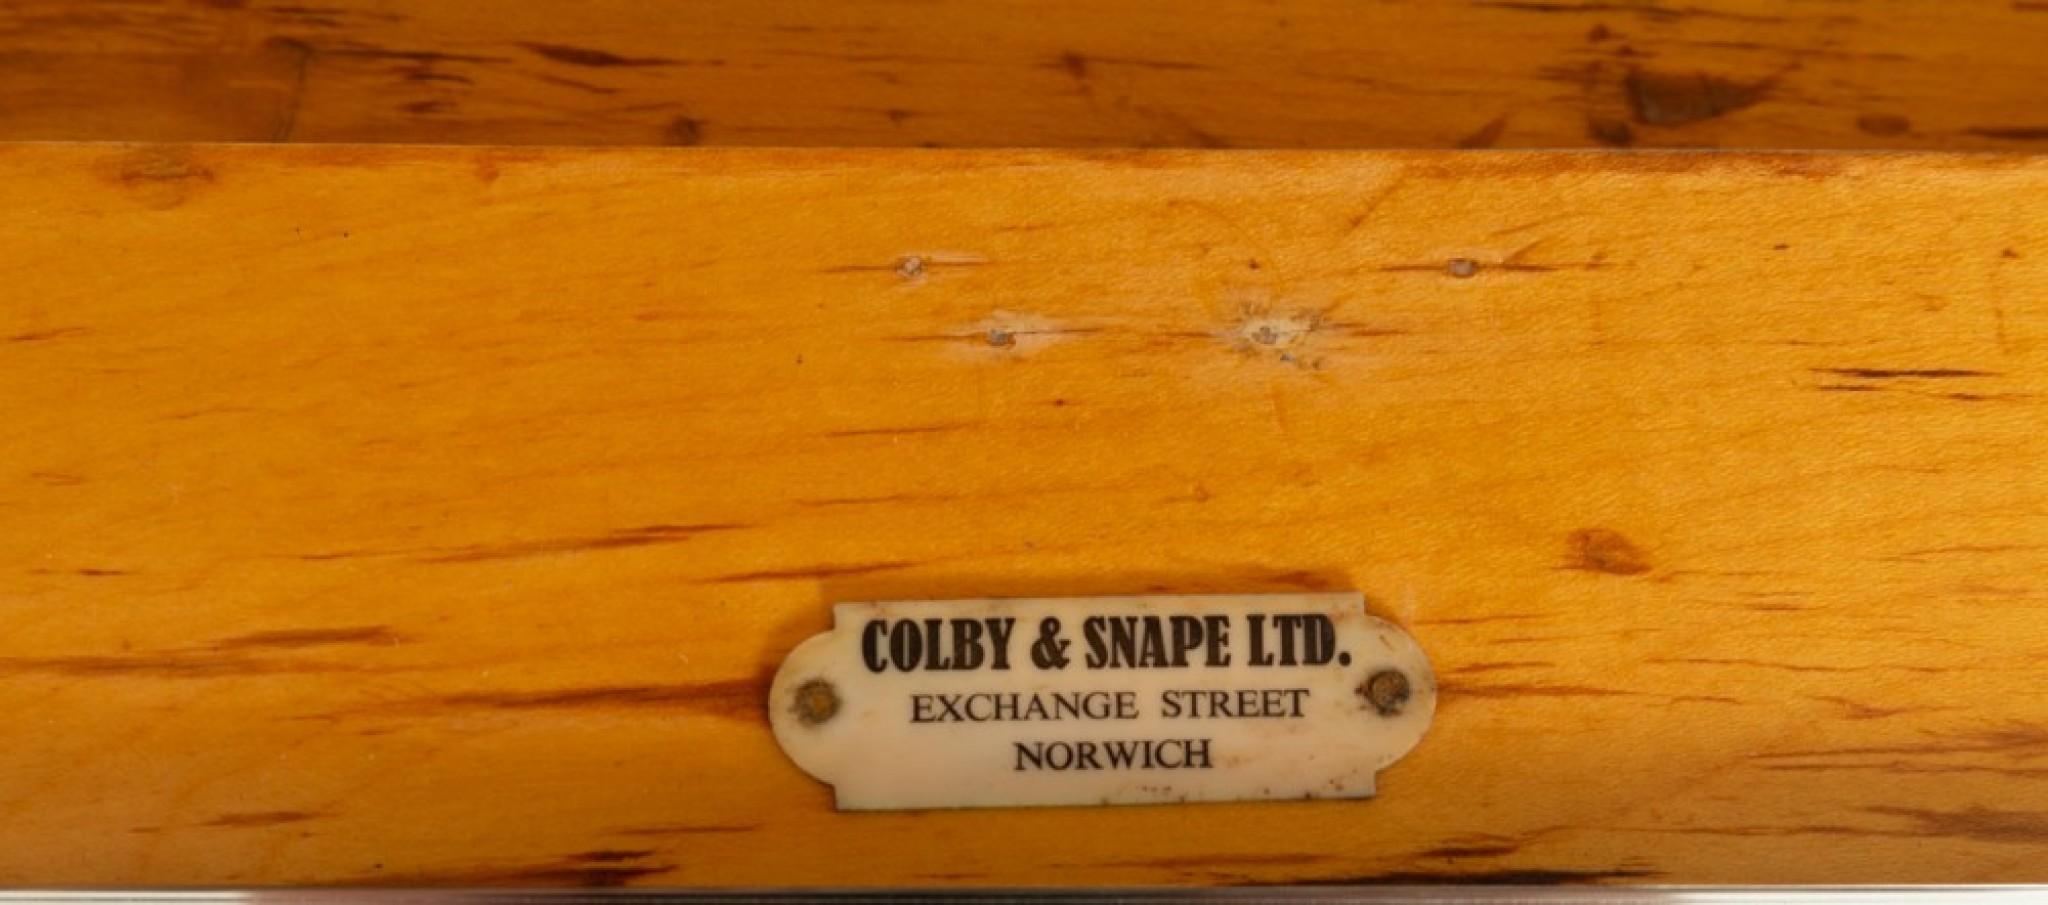 COLBY & SNAPE LTD.
EXCHANGE STREET
NORWICH